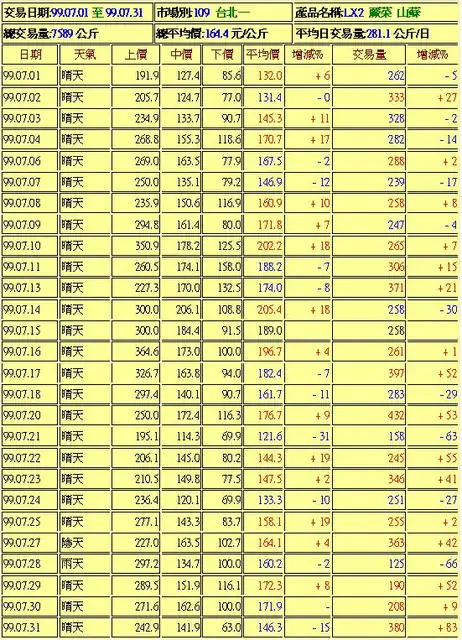 交易日期:99.07.01 至 99.07.31 市場別:109 台北一 產品名稱:LX2 蕨菜 山蘇
總交易量:7589 公斤 總平均價:164.4 元/公斤 平均日交易量:281.1 公斤/日
日期 天氣 上價 中價 下價 平均價 增減% 交易量 增減%
99.07.01 晴天 191.9 127.4 85.6 132.0 + 6 262 - 5
99.07.02 晴天 205.7 124.7 77.0 131.4 - 0 333 + 27
99.07.03 晴天 234.9 133.7 90.7 145.3 + 11 328 - 2
99.07.04 晴天 268.8 155.3 118.6 170.7 + 17 282 - 14
99.07.06 晴天 269.0 163.5 77.9 167.5 - 2 288 + 2
99.07.07 晴天 250.0 135.1 79.2 146.9 - 12 239 - 17
99.07.08 晴天 235.9 150.6 116.9 160.9 + 10 258 + 8
99.07.09 晴天 294.8 161.4 80.0 171.8 + 7 247 - 4
99.07.10 晴天 350.9 178.2 125.5 202.2 + 18 265 + 7
99.07.11 晴天 260.5 174.1 158.0 188.2 - 7 306 + 15
99.07.13 晴天 227.3 170.0 132.5 174.0 - 8 371 + 21
99.07.14 晴天 300.0 206.1 108.8 205.4 + 18 258 - 30
99.07.15 晴天 300.0 184.4 91.5 189.0 258
99.07.16 晴天 364.6 173.0 100.0 196.7 + 4 261 + 1
99.07.17 晴天 326.7 163.8 94.0 182.4 - 7 397 + 52
99.07.18 晴天 297.4 140.1 90.7 161.7 - 11 283 - 29
99.07.20 晴天 250.0 172.4 116.3 176.7 + 9 432 + 53
99.07.21 晴天 195.1 114.3 69.9 121.6 - 31 158 - 63
99.07.22 晴天 206.1 145.0 80.2 144.3 + 19 245 + 55
99.07.23 晴天 210.5 149.8 77.5 147.5 + 2 346 + 41
99.07.24 晴天 236.4 120.1 69.9 133.3 - 10 251 - 27
99.07.25 晴天 277.1 143.3 83.7 158.1 + 19 255 + 2
99.07.27 陰天 227.0 163.5 102.7 164.1 + 4 363 + 42
99.07.28 雨天 297.2 134.7 100.0 160.2 - 2 125 - 66
99.07.29 晴天 289.5 151.9 116.1 172.3 + 8 190 + 52
99.07.30 晴天 271.6 162.6 100.0 171.9 - 208 + 9
99.07.31 晴天 242.9 141.9 63.0 146.3 - 15 380 + 83